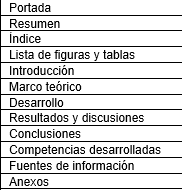 Portada
Resumen
Índice
Lista de figuras y tablas
Introducción
Marco teórico
Desarrollo
Resultados y discusiones
Conclusiones
Competencias desarrolladas
Fuentes de información
Anexos